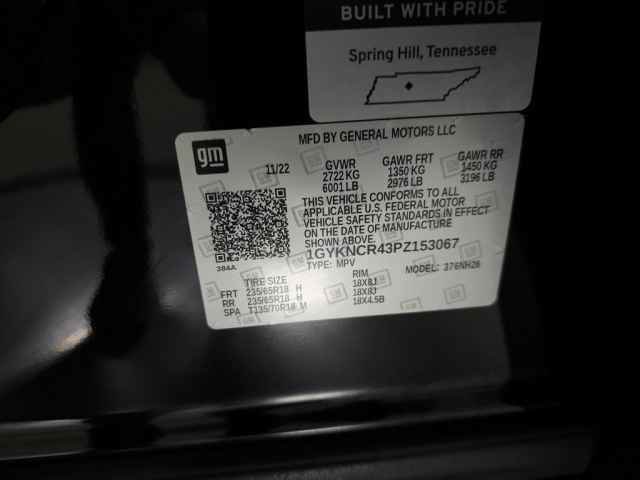 BUILT WITH PRIDE
Spring Hill, Tennessee
MFD BY GENERAL MOTORS LLC
gm
11/22
GVWR GAWR FRT GAWR RR
2722 KG 1350 KG 1450 KG
6001 LB 2976 LB 3196 LB
THIS VEHICLE CONFORMS TO ALL
APPLICABLE U.S. FEDERAL MOTOR
VEHICLE SAFETY STANDARDS IN EFFECT
ON THE DATE OF MANUFACTURE
SHOWN ABOVE.
1GYKNCR43PZ153067
384A
TYPE: MPV MODEL: 376NH26
TIRE SIZE RIM
FRT 235/65R18 H 18X8J
RR 235/65R18 H 18X8J
SPA T135/70R18 M 18X4.5B